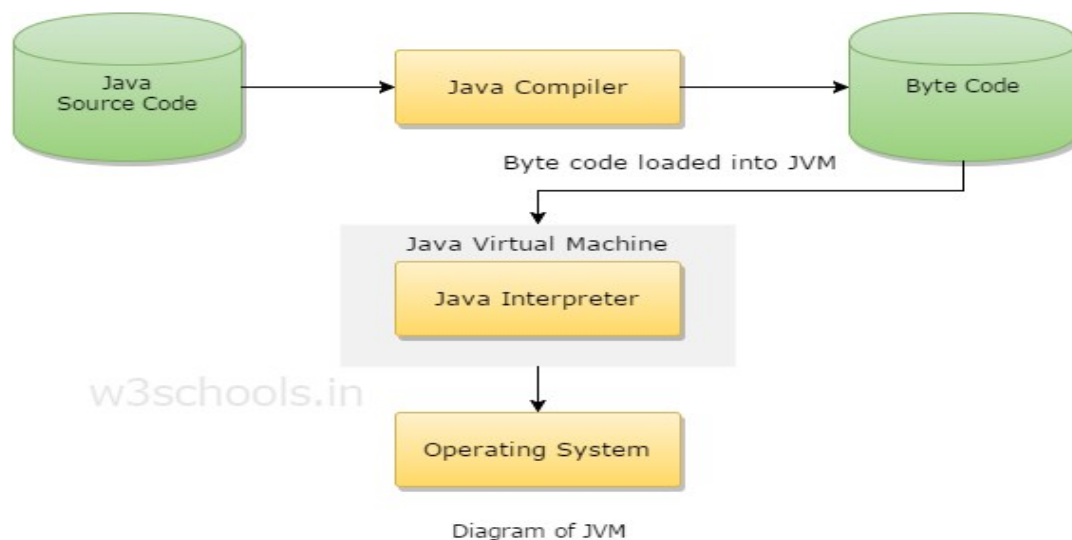 Java
Source Code
Java Compiler
Byte Code
Byte code loaded into JVM
Java Virtual Machine
Java Interpreter
w3schools.in
Operating System
Diagram of JVM